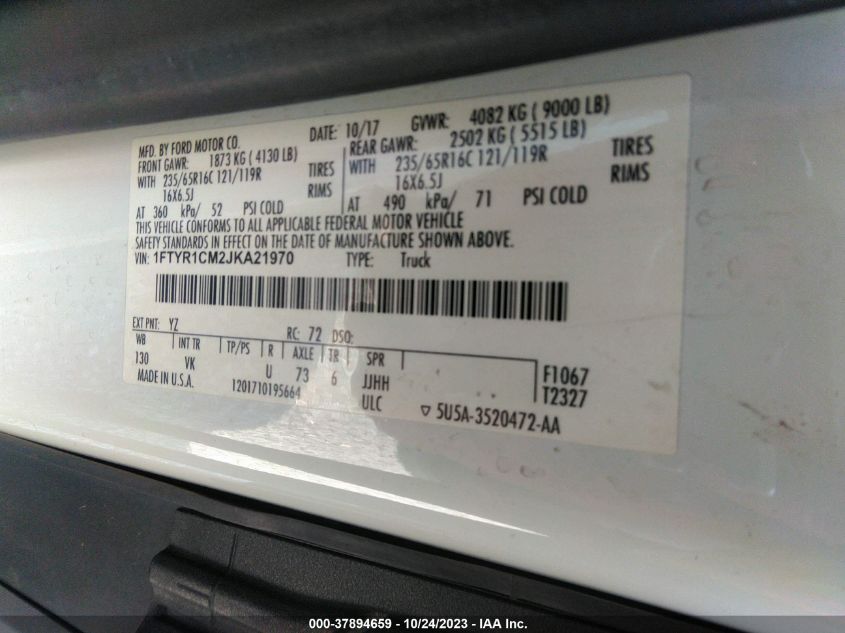 MFD. BY FORD MOTOR CO. DATE: 10/17 GVWR: 4082 KG ( 9000 LB)
FRONT GAWR: 1873 KG ( 4130 LB) REAR GAWR: 2502 KG ( 5515 LB)
WITH 235/65R16C 121/119R TIRES WITH 235/65R16C 121/119R TIRES
16X6.5J RIMS 16X6.5J RIMS
AT 360 kPa/ 52 PSI COLD AT 490 kPa/ 71 PSI COLD
THIS VEHICLE CONFORMS TO ALL APPLICABLE FEDERAL MOTOR VEHICLE
SAFETY STANDARDS IN EFFECT ON THE DATE OF MANUFACTURE SHOWN ABOVE.
VIN: 1FTYR1CM2JKA21970 TYPE: Truck
EXT PNT: YZ RC: 72 DSO:
WB INT TR TP/PS R AXLE TR SPR
130 VK U 73 6 JJHH F1067
MADE IN U.S.A. 1201710195664 ULC T2327
▽ 5U5A-3520472-AA
000-37894659 • 10/24/2023 - IAA Inc.